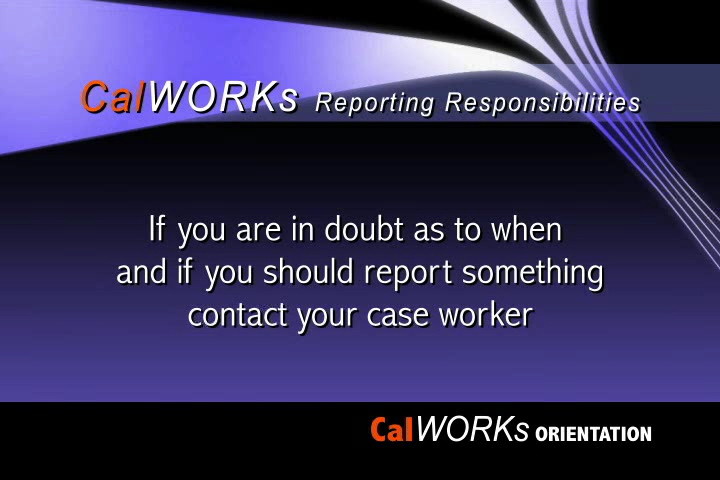 CalWORKs Reporting Responsibilities
If you are in doubt as to when
and if you should report something
contact your case worker
CalWORKs ORIENTATION